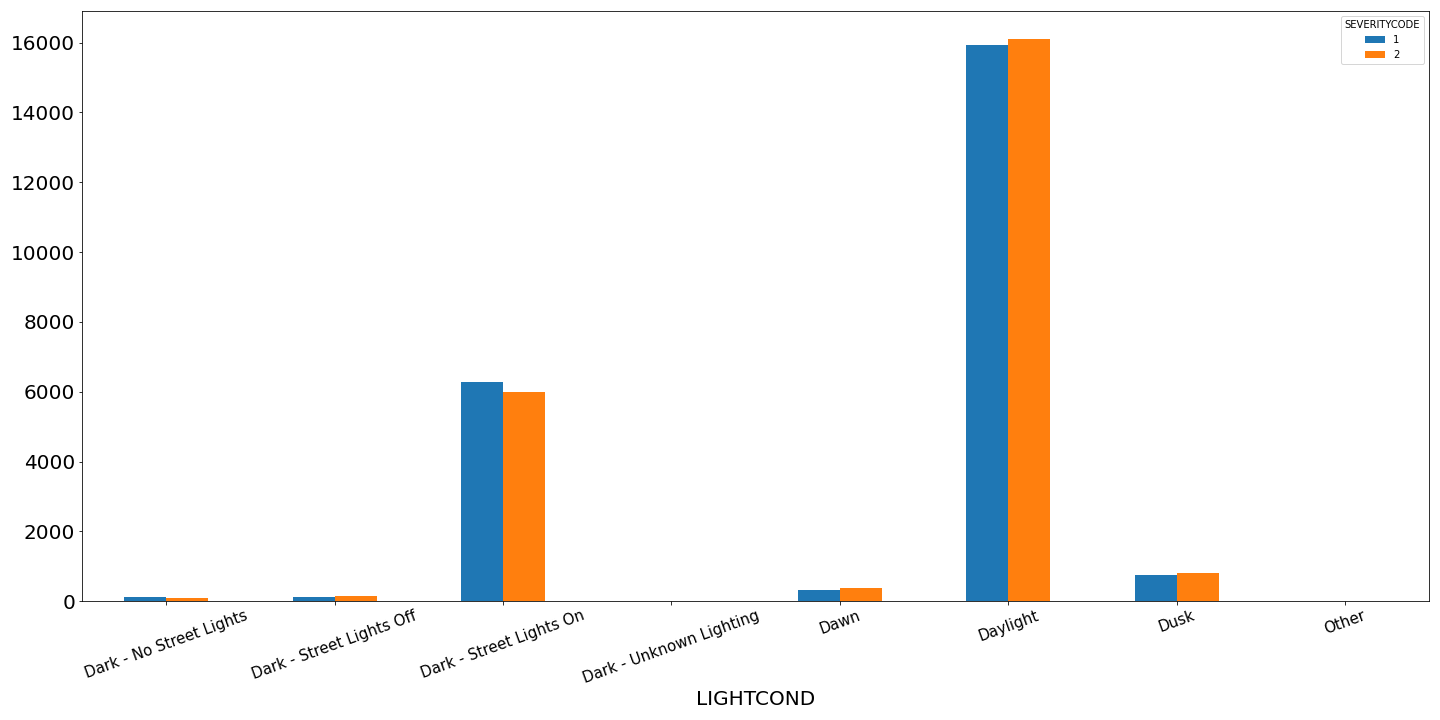 SEVERITYCODE
1
2
16000
14000
12000
10000
8000
6000
4000
2000
0
Dark - No Street Lights
Dark - Street Lights Off
Dark - Street Lights On
Dark - Unknown Lighting
Dawn
Daylight
Dusk
Other
LIGHTCOND